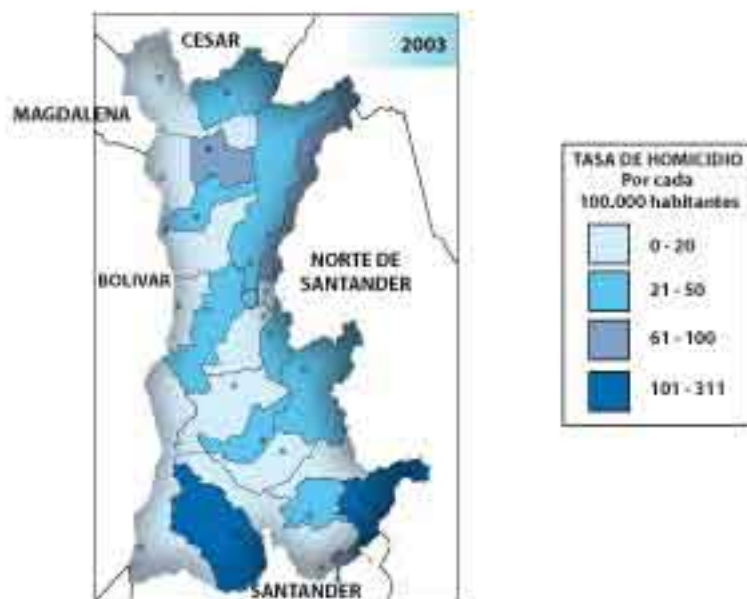 CESAR
2003
MAGDALENA
TASA DE HOMICIDIO
Por cada
100.000 habitantes
0 - 20
NORTE DE
SANTANDER
BOLIVAR
21 - 50
61 - 100
101 - 311
SANTANDER